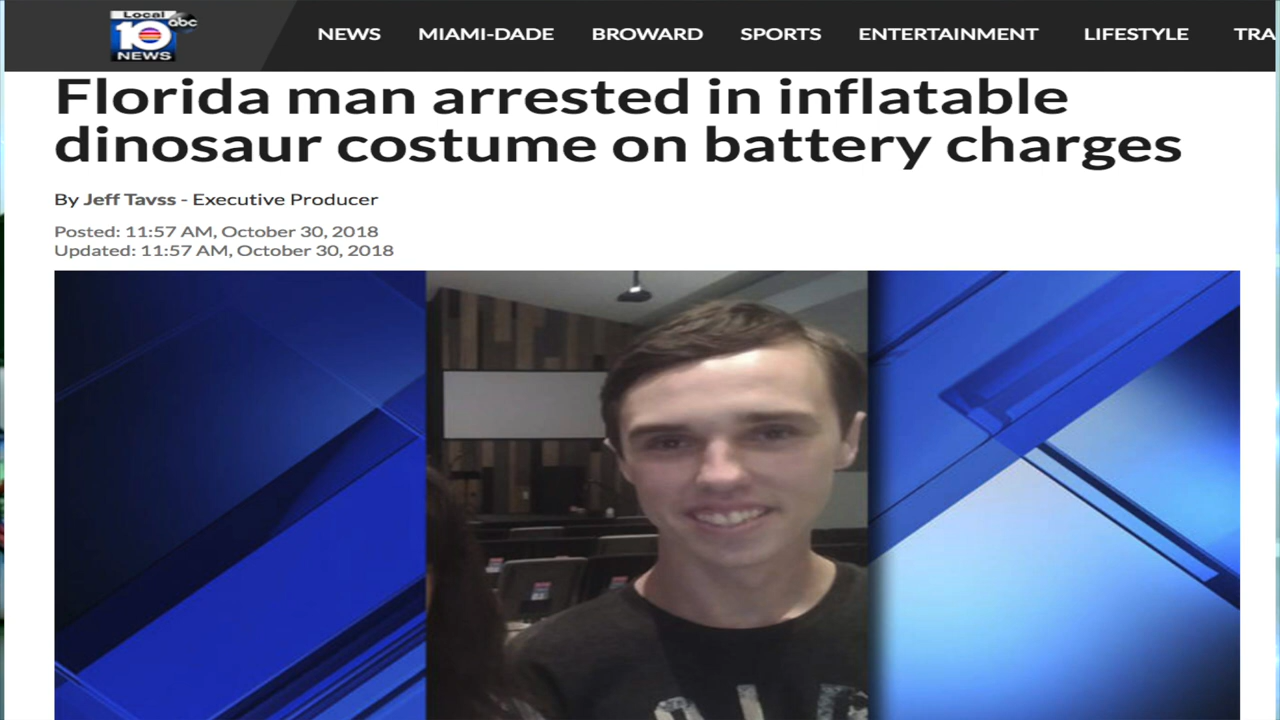 Local
10 abc
NEWS
NEWS MIAMI-DADE BROWARD SPORTS ENTERTAINMENT LIFESTYLE TRA
Florida man arrested in inflatable
dinosaur costume on battery charges
By Jeff Tavss - Executive Producer
Posted: 11:57 AM, October 30, 2018
Updated: 11:57 AM, October 30, 2018